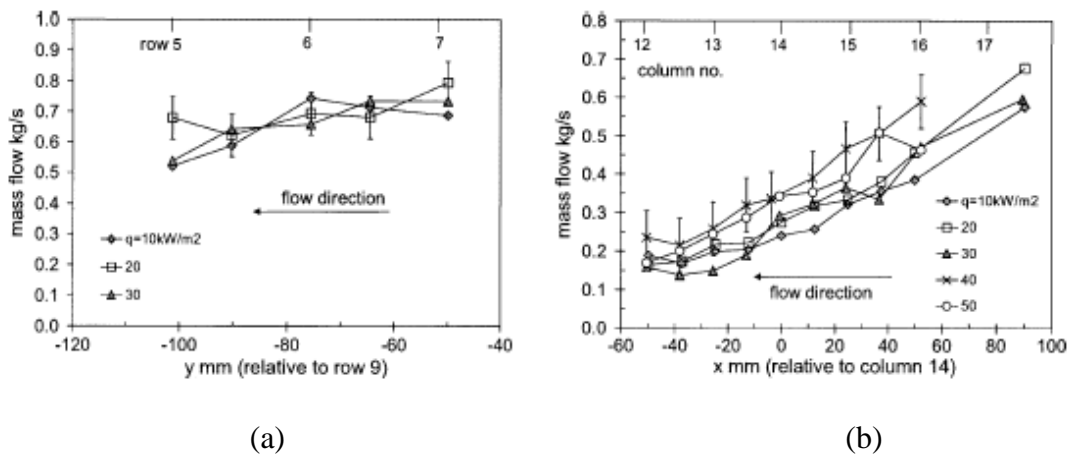 1.0
0.9
0.8
0.7
0.6
0.5
0.4
0.3
0.2
0.1
0.0
mass flow kg/s
row 5 6 7
flow direction
q=10kW/m2
20
30
-120 -100 -80 -60 -40
y mm (relative to row 9)
(a)
0.8
0.7
0.6
0.5
0.4
0.3
0.2
0.1
0.0
mass flow kg/s
12 13 14 15 16 17
column no.
q=10kW/m2
20
30
40
50
flow direction
-60 -40 -20 0 20 40 60 80 100
x mm (relative to column 14)
(b)